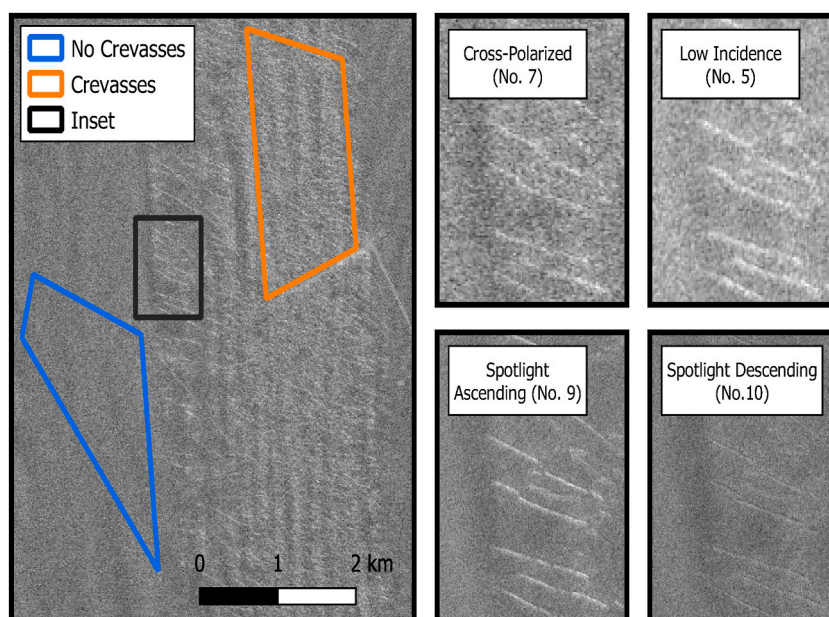 No Crevasses
Crevasses
Inset
0 1 2 km
Cross-Polarized
(No. 7)
Low Incidence
(No. 5)
Spotlight
Ascending (No. 9)
Spotlight Descending
(No.10)